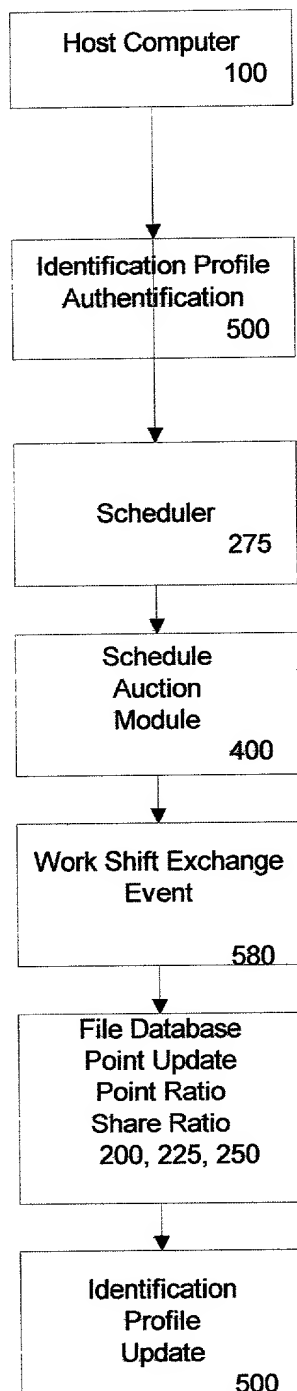 Host Computer
100
Identification Profile
Authentification
500
Scheduler
275
Schedule
Auction
Module
400
Work Shift Exchange
Event
580
File Database
Point Update
Point Ratio
Share Ratio
200, 225, 250
Identification
Profile
Update
500